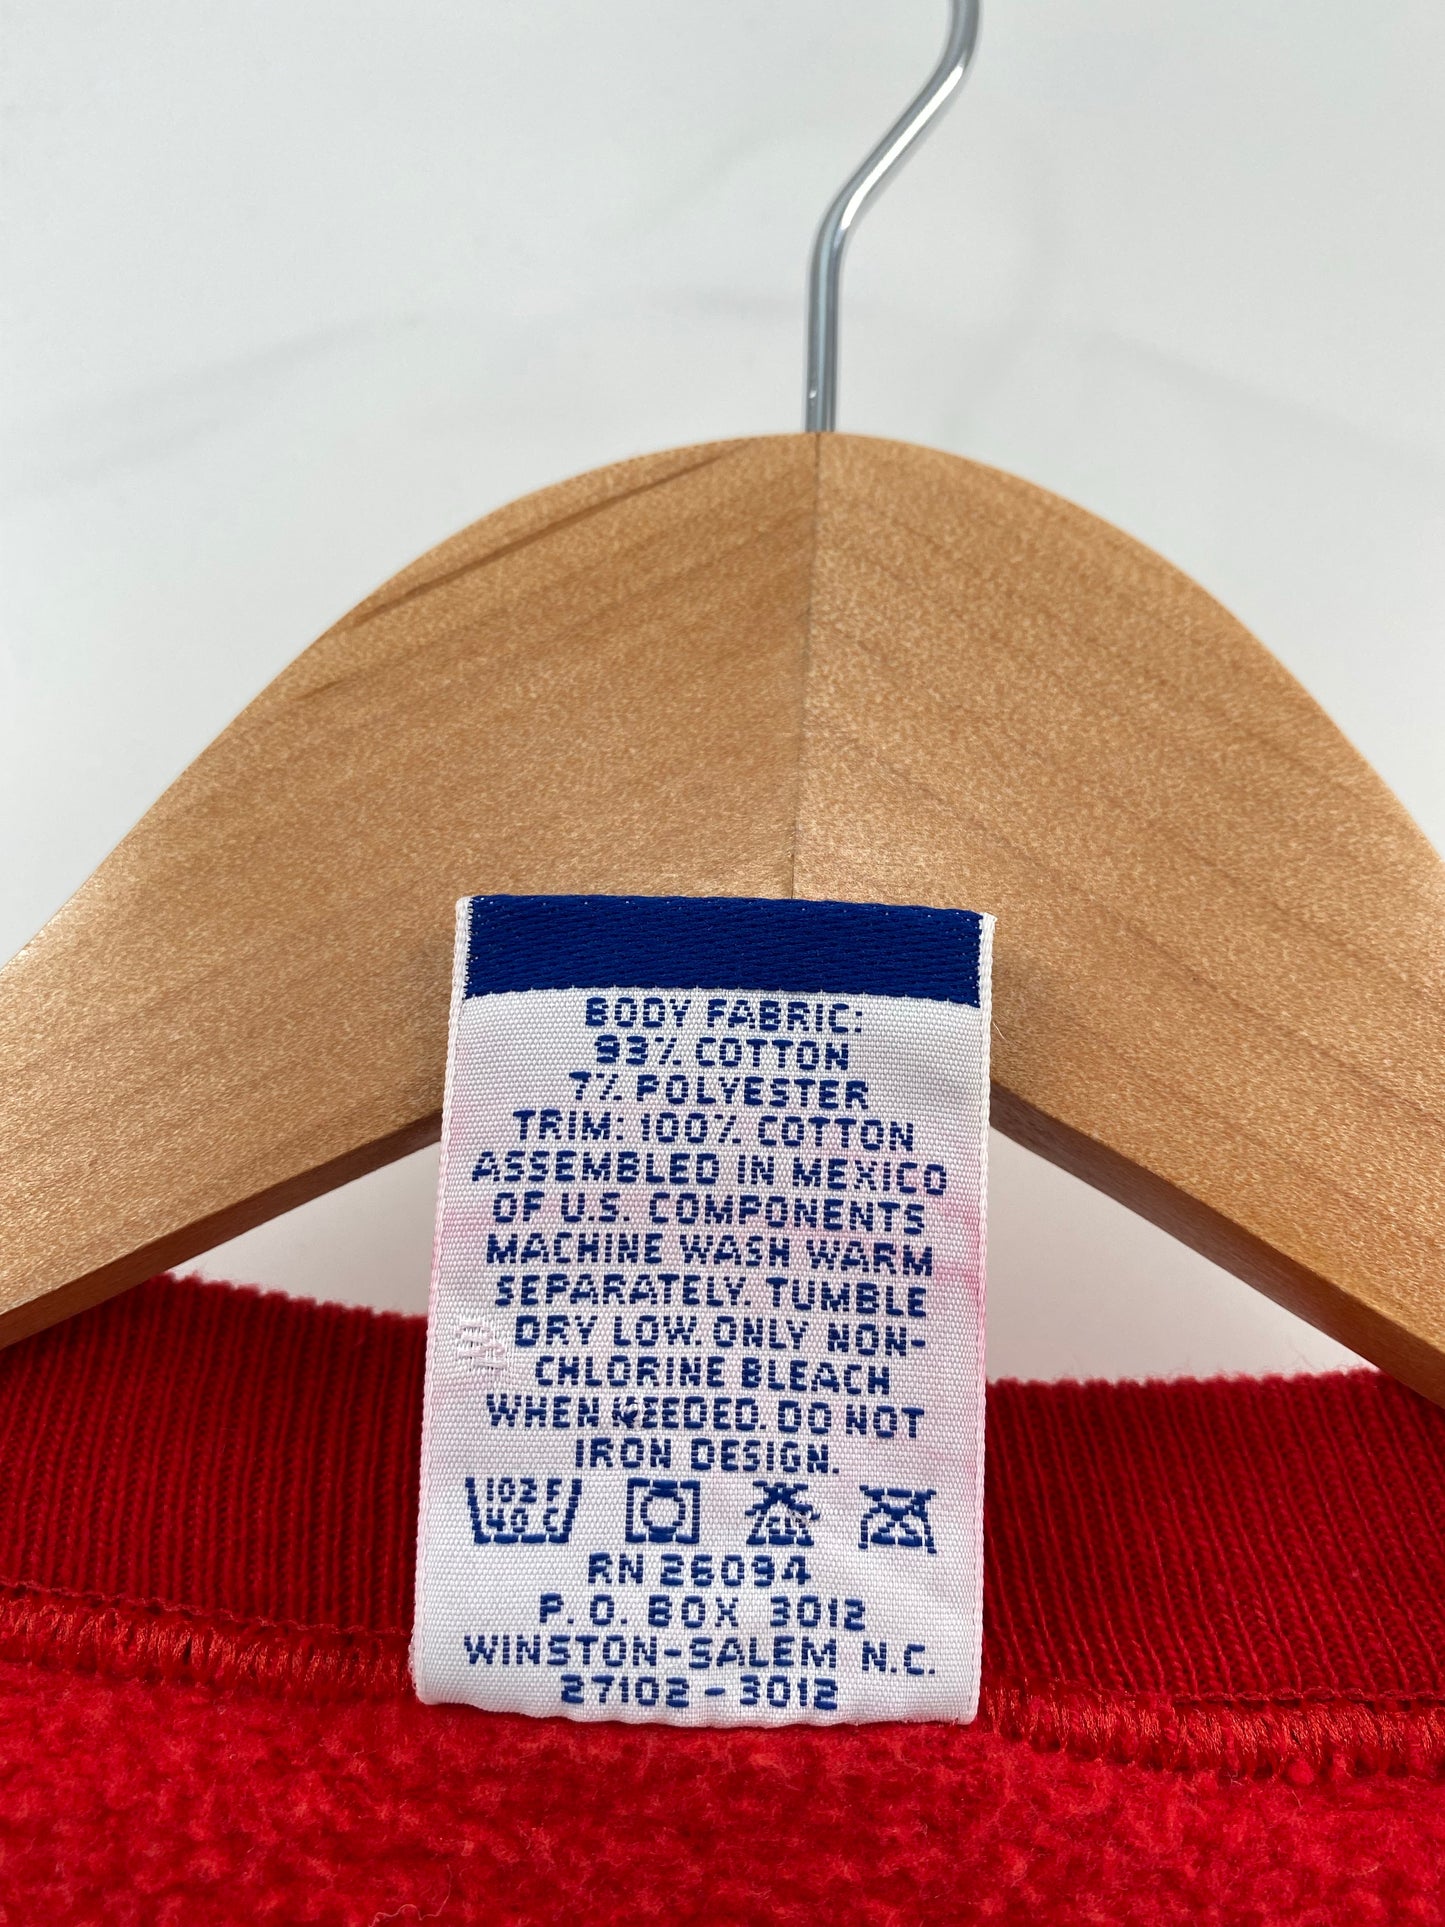 BODY FABRIC:
93% COTTON
7% POLYESTER
TRIM: 100% COTTON
ASSEMBLED IN MEXICO
OF U.S. COMPONENTS
MACHINE WASH WARM
SEPARATELY. TUMBLE
DRY LOW. ONLY NON-
CHLORINE BLEACH
WHEN NEEDED. DO NOT
IRON DESIGN.
102 F
40 C
RN 26094
P. O. BOX 3012
WINSTON-SALEM N.C.
27102 - 3012